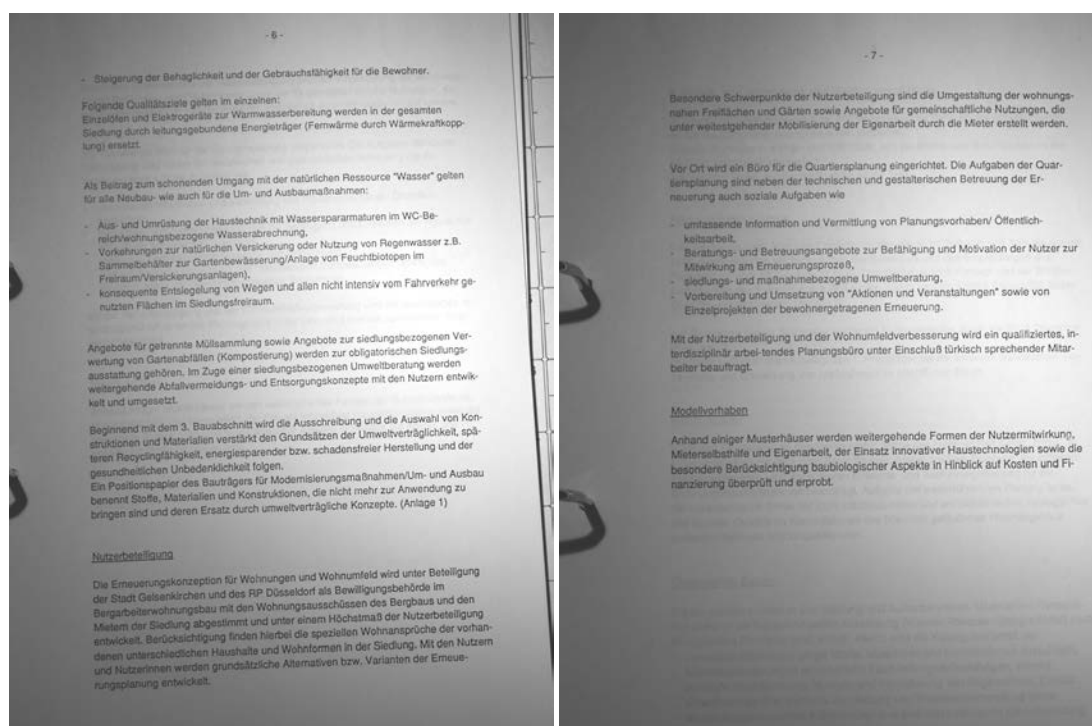 - 6 -
- Steigerung der Behaglichkeit und der Gebrauchsfähigkeit für die Bewohner.
Folgende Qualitätsziele gelten im einzelnen:
Einzelöfen und Elektrogeräte zur Warmwasserbereitung werden in der gesamten
Siedlung durch leitungsgebundene Energieträger (Fernwärme durch Wärmekraftkopp-
lung) ersetzt.
Als Beitrag zum schonenden Umgang mit der natürlichen Ressource "Wasser" gelten
für alle Neubau- wie auch für die Um- und Ausbaumaßnahmen:
- Aus- und Umrüstung der Haustechnik mit Wasserspararmaturen im WC-Be-
reich/wohnungsbezogene Wasserabrechnung,
- Vorkehrungen zur natürlichen Versickerung oder Nutzung von Regenwasser z.B.
Sammelbehälter zur Gartenbewässerung/Anlage von Feuchtbiotopen im
Freiraum/Versickerungsanlagen),
- konsequente Entsiegelung von Wegen und allen nicht intensiv vom Fahrverkehr ge-
nutzten Flächen im Siedlungsfreiraum.
Angebote für getrennte Müllsammlung sowie Angebote zur siedlungsbezogenen Ver-
wertung von Gartenabfällen (Kompostierung) werden zur obligatorischen Siedlungs-
ausstattung gehören. Im Zuge einer siedlungsbezogenen Umweltberatung werden
weitergehende Abfallvermeidungs- und Entsorgungskonzepte mit den Nutzern entwik-
kelt und umgesetzt.
Beginnend mit dem 3. Bauabschnitt wird die Ausschreibung und die Auswahl von Kon-
struktionen und Materialien verstärkt den Grundsätzen der Umweltverträglichkeit, spä-
teren Recyclingfähigkeit, energiesparender bzw. schadensfreier Herstellung und der
gesundheitlichen Unbedenklichkeit folgen.
Ein Positionspapier des Bauträgers für Modernisierungsmaßnahmen/Um- und Ausbau
benennt Stoffe, Materialien und Konstruktionen, die nicht mehr zur Anwendung zu
bringen sind und deren Ersatz durch umweltverträgliche Konzepte. (Anlage 1)
Nutzerbeteiligung
Die Erneuerungskonzeption für Wohnungen und Wohnumfeld wird unter Beteiligung
der Stadt Gelsenkirchen und des RP Düsseldorf als Bewilligungsbehörde im
Bergarbeiterwohnungsbau mit den Wohnungsausschüssen des Bergbaus und den
Mietern der Siedlung abgestimmt und unter einem Höchstmaß der Nutzerbeteiligung
entwickelt. Berücksichtigung finden hierbei die speziellen Wohnansprüche der vorhan-
denen unterschiedlichen Haushalte und Wohnformen in der Siedlung. Mit den Nutzern
und Nutzerinnen werden grundsätzliche Alternativen bzw. Varianten der Erneue-
rungsplanung entwickelt.
- 7 -
Besondere Schwerpunkte der Nutzerbeteiligung sind die Umgestaltung der wohnungs-
nahen Freiflächen und Gärten sowie Angebote für gemeinschaftliche Nutzungen, die
unter weitestgehender Mobilisierung der Eigenarbeit durch die Mieter erstellt werden.
Vor Ort wird ein Büro für die Quartiersplanung eingerichtet. Die Aufgaben der Quar-
tiersplanung sind neben der technischen und gestalterischen Betreuung der Er-
neuerung auch soziale Aufgaben wie
- umfassende Information und Vermittlung von Planungsvorhaben/ Öffentlich-
keitsarbeit,
- Beratungs- und Betreuungsangebote zur Befähigung und Motivation der Nutzer zur
Mitwirkung am Erneuerungsprozeß,
- siedlungs- und maßnahmebezogene Umweltberatung,
- Vorbereitung und Umsetzung von "Aktionen und Veranstaltungen" sowie von
Einzelprojekten der bewohnergetragenen Erneuerung.
Mit der Nutzerbeteiligung und der Wohnumfeldverbesserung wird ein qualifiziertes, in-
terdisziplinär arbei-tendes Planungsbüro unter Einschluß türkisch sprechender Mitar-
beiter beauftragt.
Modellvorhaben
Anhand einiger Musterhäuser werden weitergehende Formen der Nutzermitwirkung,
Mieterselbsthilfe und Eigenarbeit, der Einsatz innovativer Haustechnologien sowie die
besondere Berücksichtigung baubiologischer Aspekte in Hinblick auf Kosten und Fi-
nanzierung überprüft und erprobt.